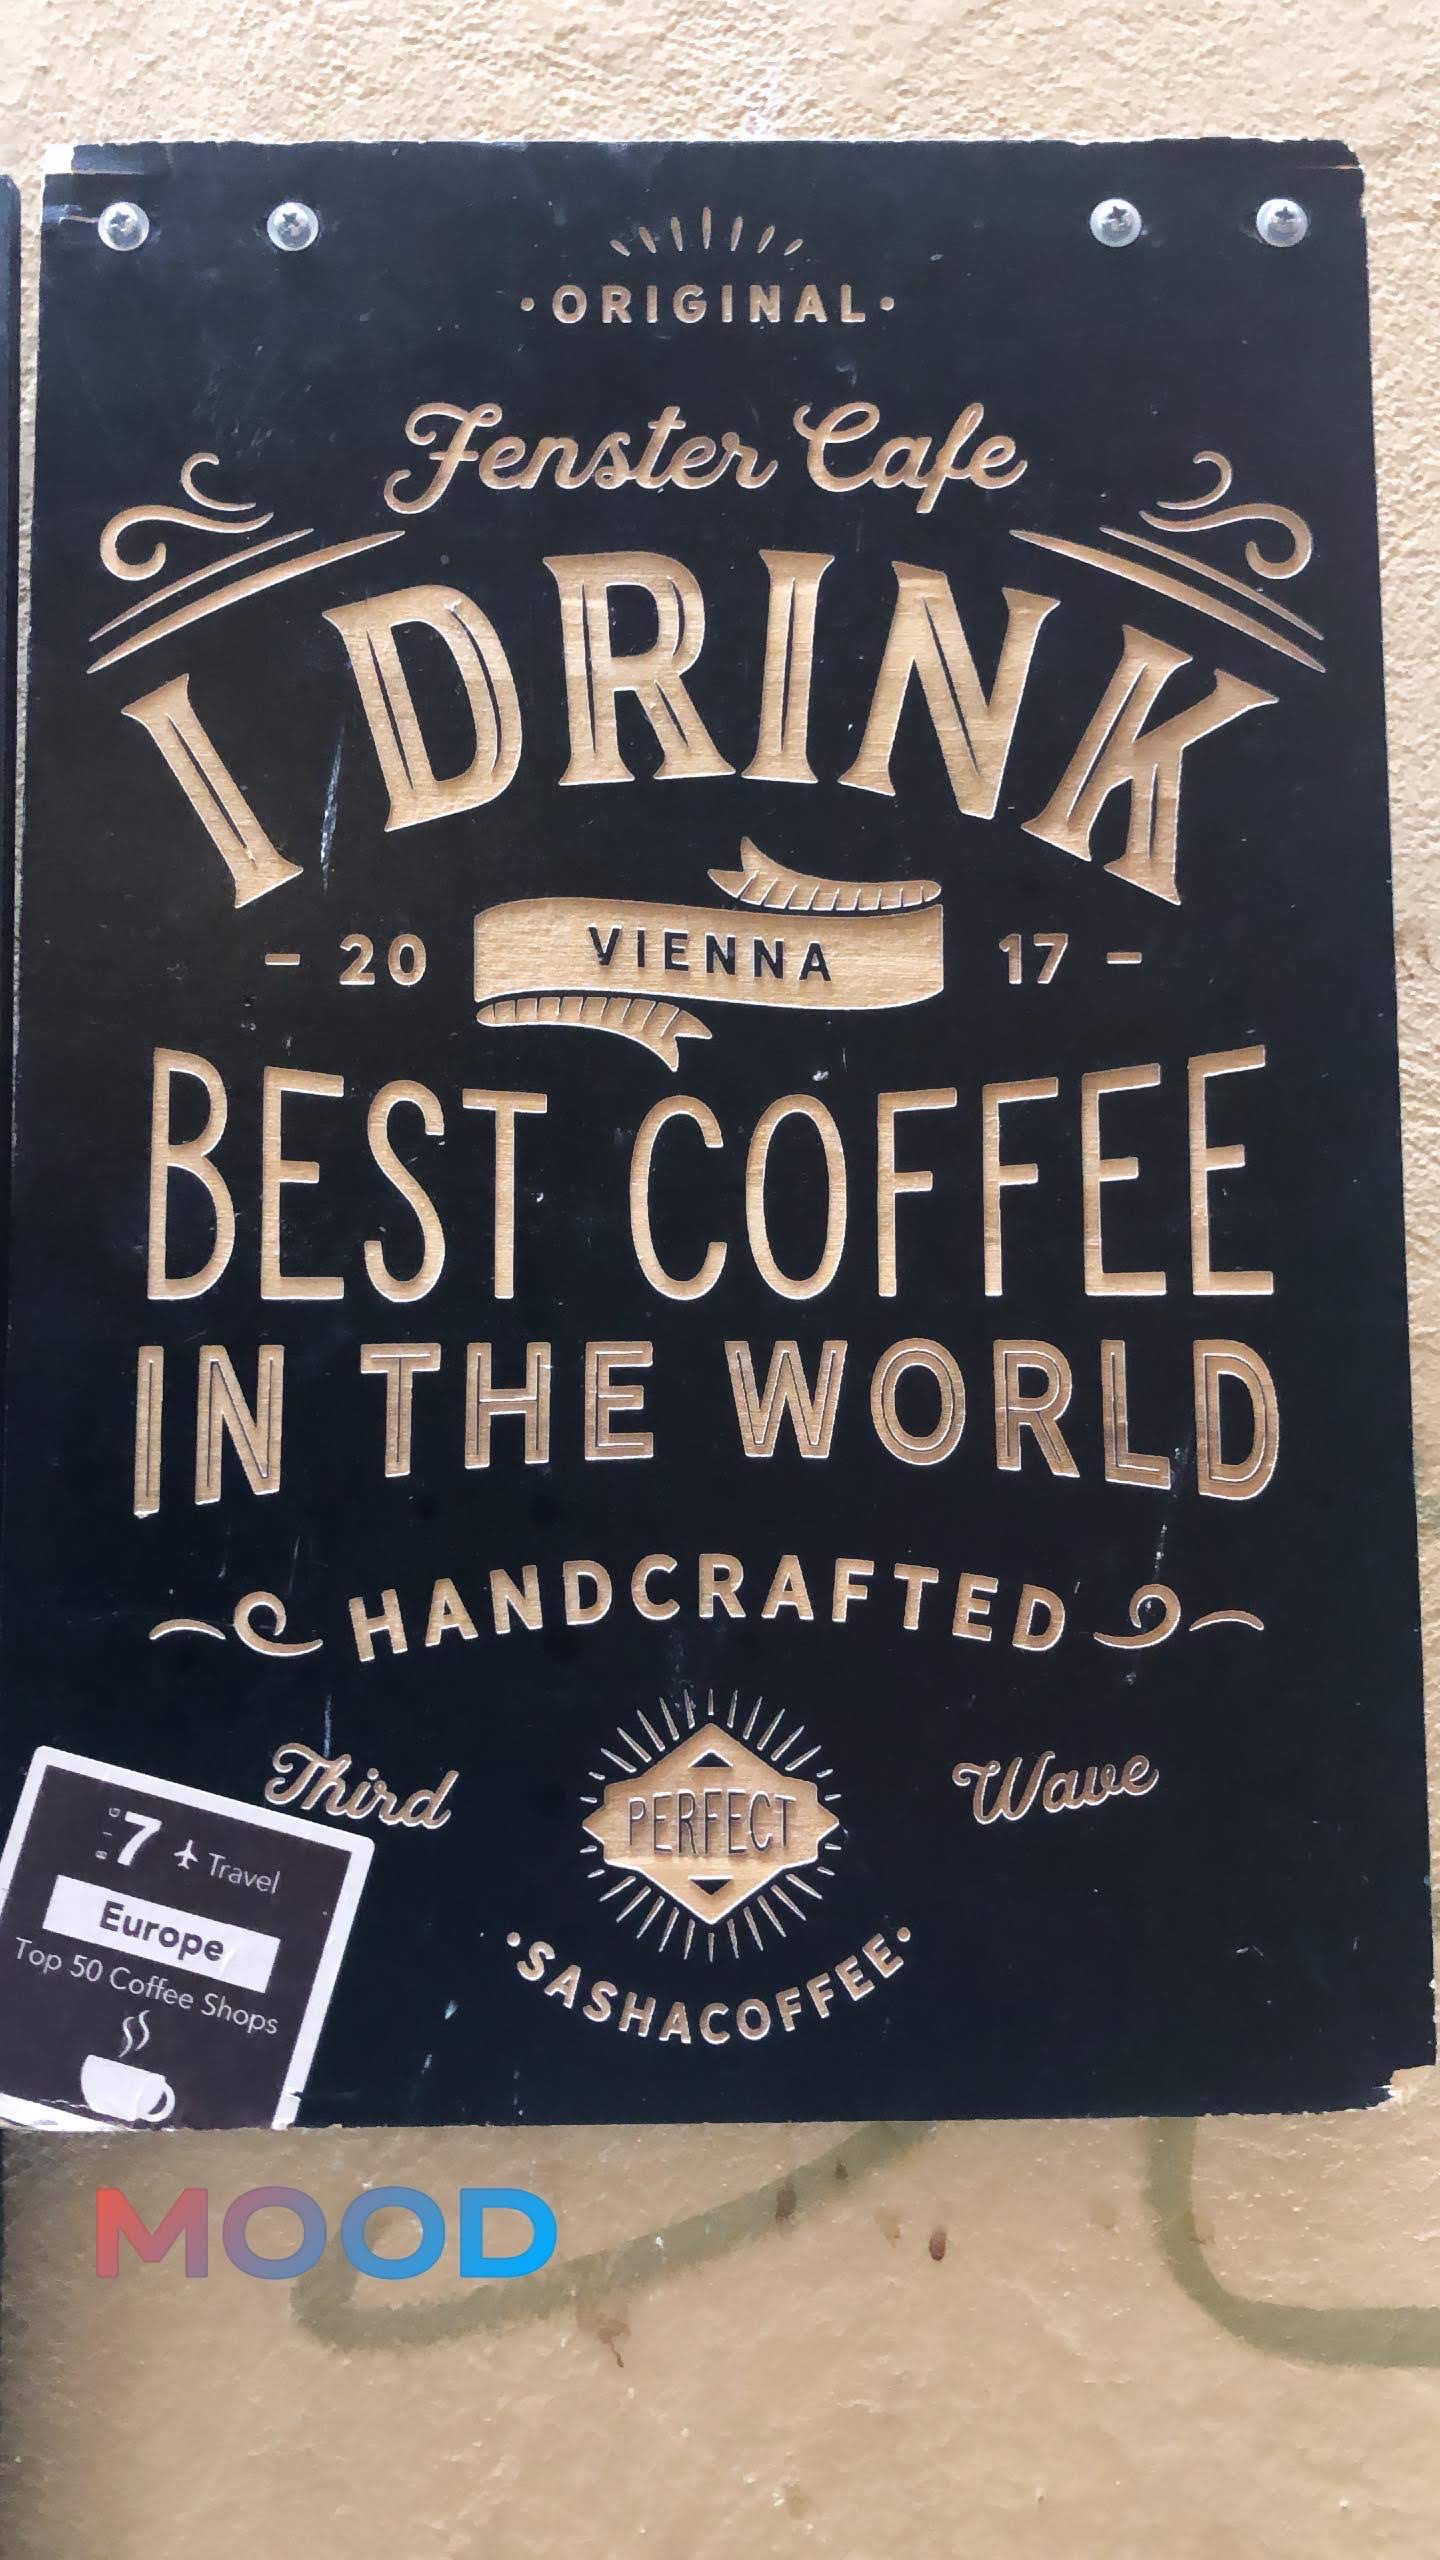 ·ORIGINAL·
Fenster Cafe
I DRINK
- 20 VIENNA 17 -
BEST COFFEE
IN THE WORLD
HANDCRAFTED
Third PERFECT Wave
·SASHACOFFEE·
7 Travel
Europe
Top 50 Coffee Shops
MOOD